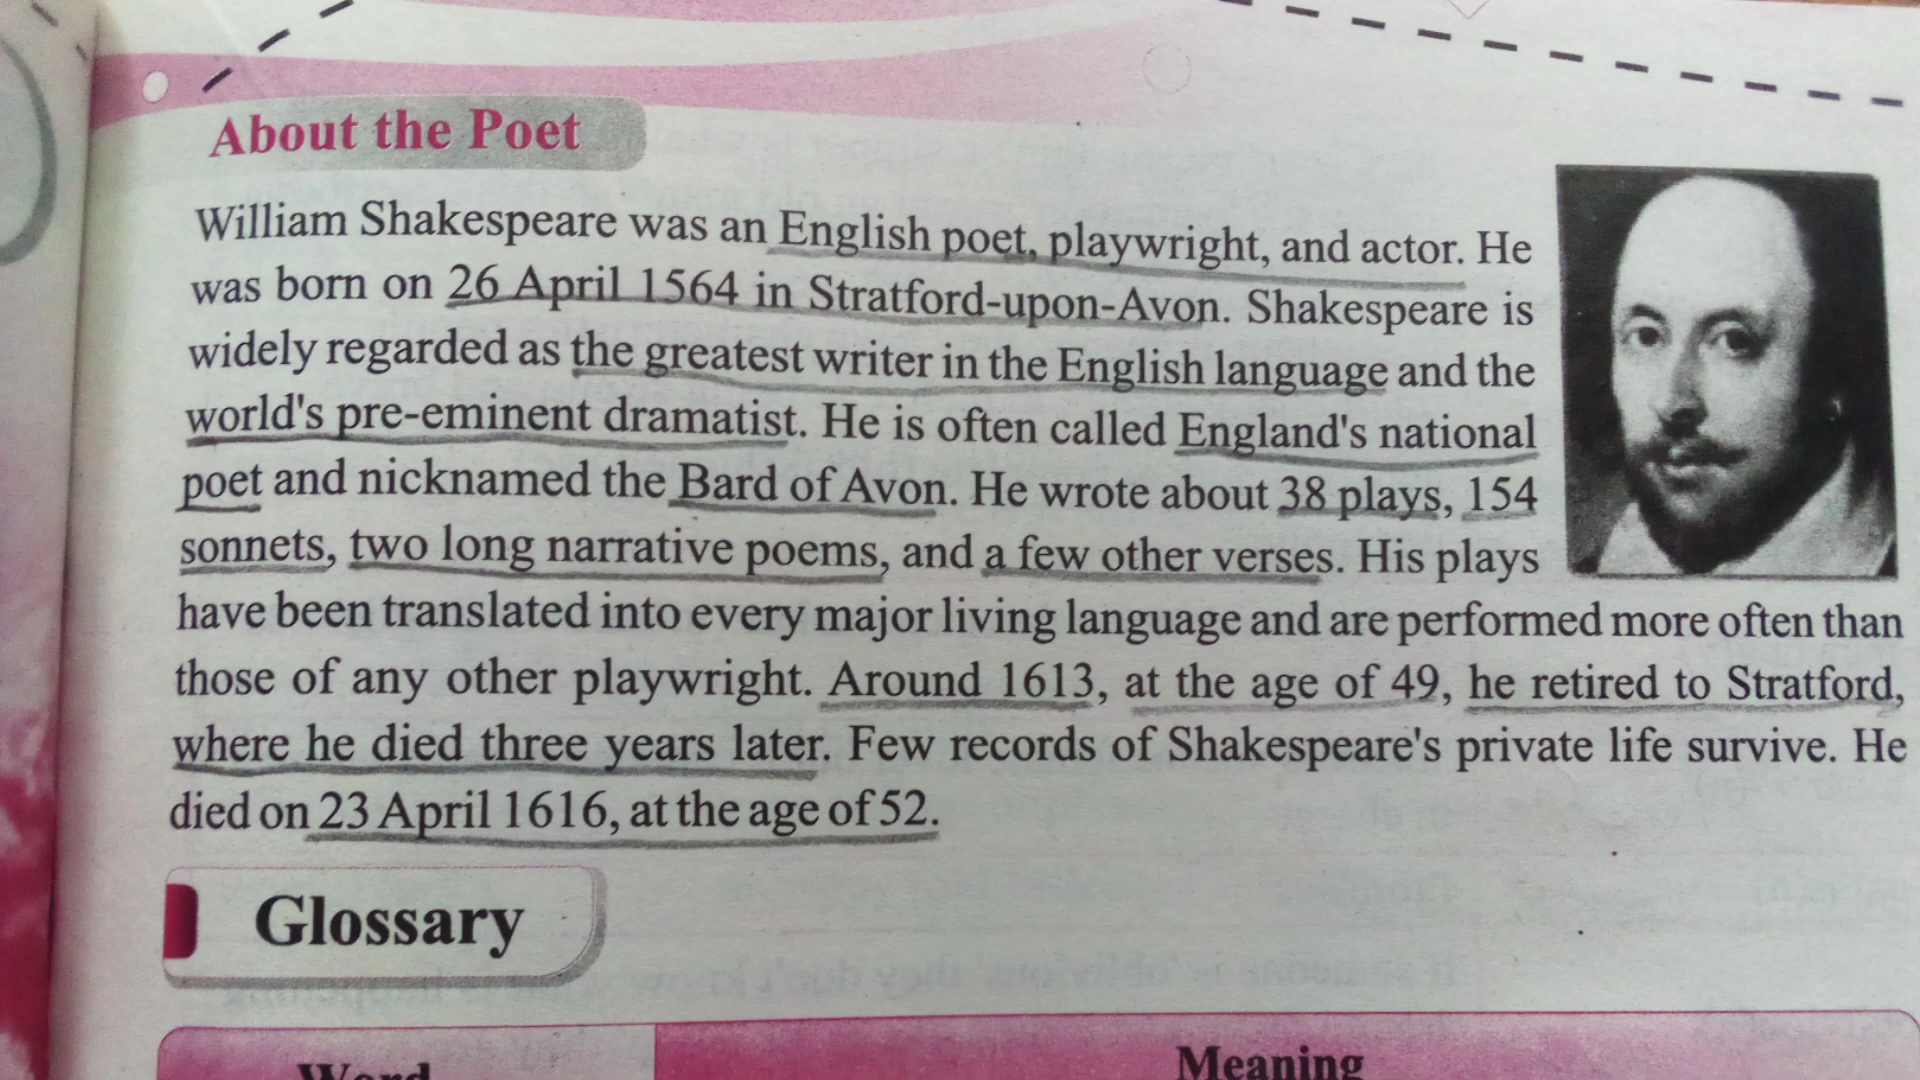 About the Poet
William Shakespeare was an English poet, playwright, and actor. He
was born on 26 April 1564 in Stratford-upon-Avon. Shakespeare is
widely regarded as the greatest writer in the English language and the
world's pre-eminent dramatist. He is often called England's national
poet and nicknamed the Bard of Avon. He wrote about 38 plays, 154
sonnets, two long narrative poems, and a few other verses. His plays
have been translated into every major living language and are performed more often than
those of any other playwright. Around 1613, at the age of 49, he retired to Stratford,
where he died three years later. Few records of Shakespeare's private life survive. He
died on 23 April 1616, at the age of 52.
Glossary
Word Meaning